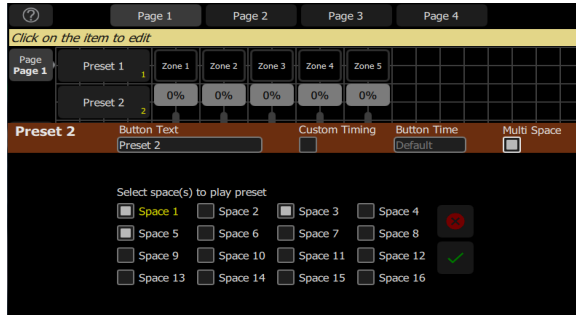 ?
Page 1 Page 2 Page 3 Page 4
Click on the item to edit
Page
Page 1
Preset 1 1
Zone 1 Zone 2 Zone 3 Zone 4 Zone 5
Preset 2 2
0% 0% 0% 0% 0%
Preset 2 Button Text Custom Timing Button Time Multi Space
Preset 2 Default
Select space(s) to play preset
Space 1 Space 2 Space 3 Space 4
Space 5 Space 6 Space 7 Space 8
Space 9 Space 10 Space 11 Space 12
Space 13 Space 14 Space 15 Space 16